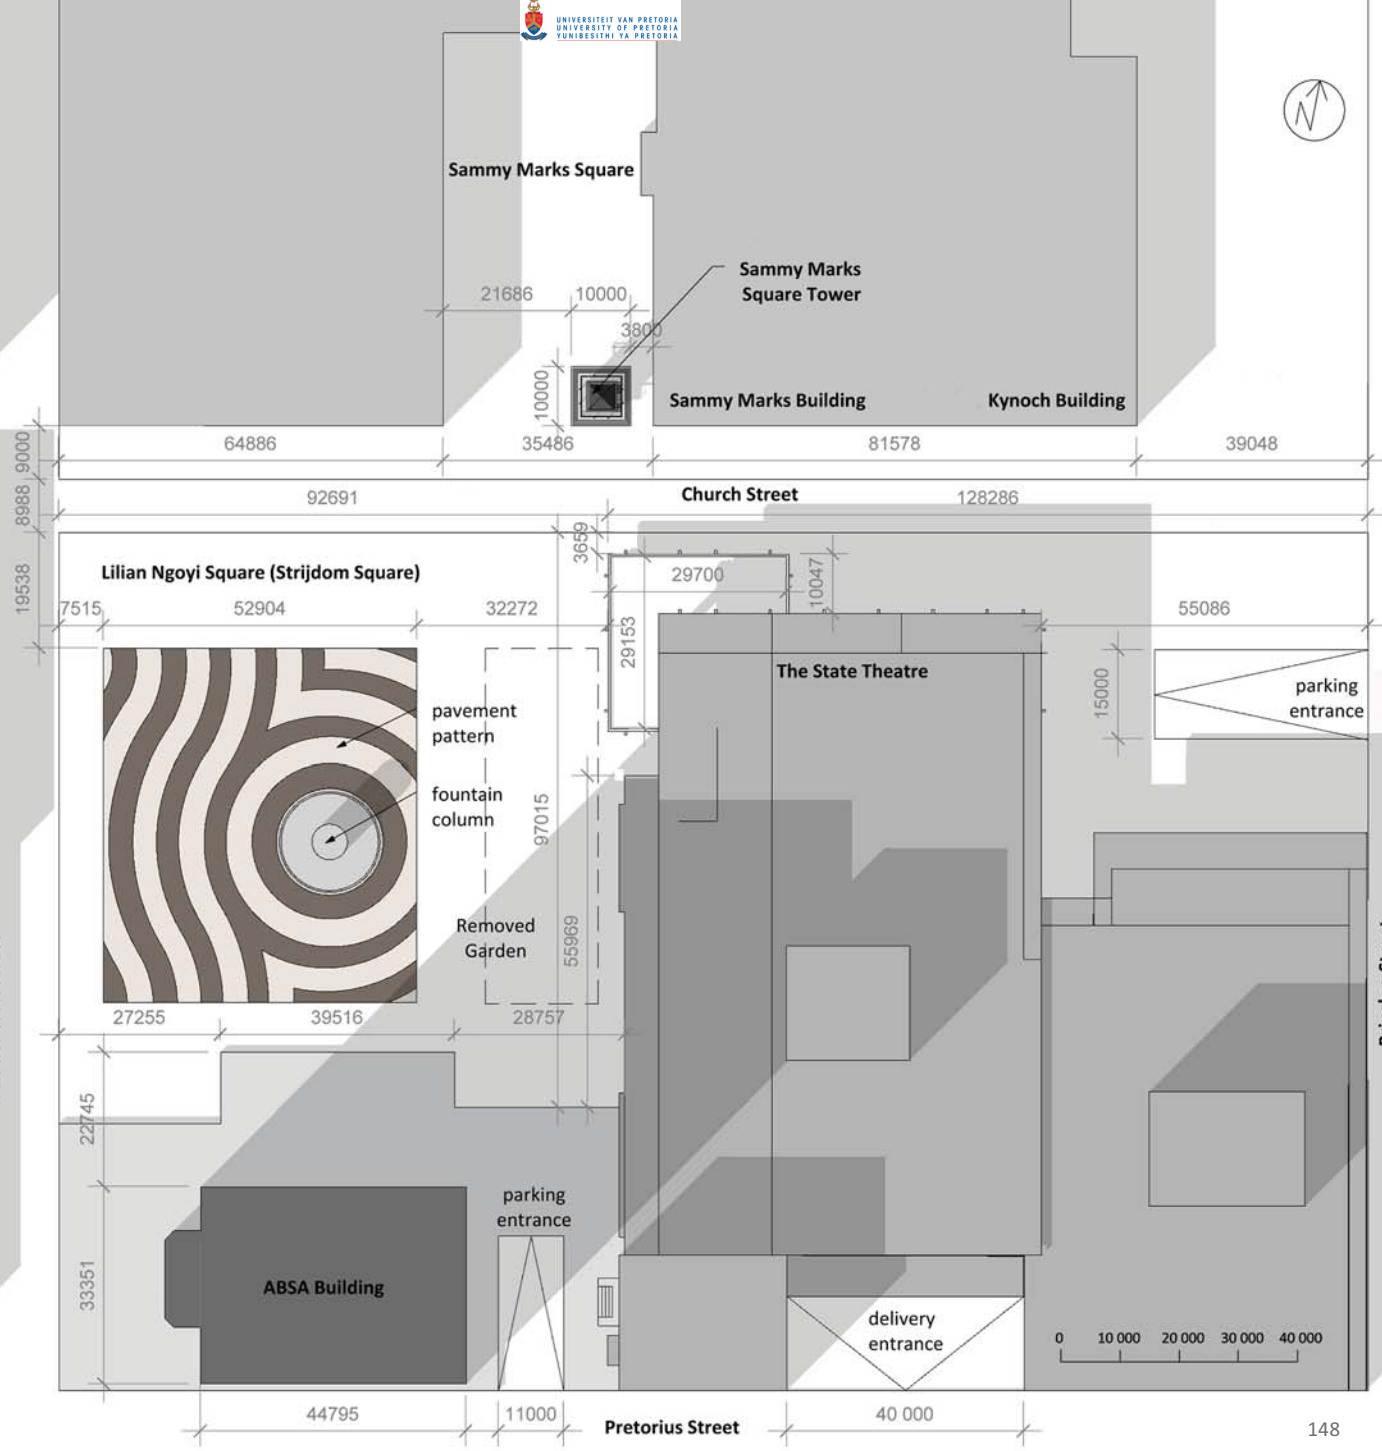 UNIVERSITEIT VAN PRETORIA
UNIVERSITY OF PRETORIA
YUNIBESITHI YA PRETORIA
N
Sammy Marks Square
Sammy Marks
Square Tower
21686
10000
3800
10000
Sammy Marks Building
Kynoch Building
64886
35486
81578
39048
9000
8988
19538
92691
Church Street
128286
3659
Lilian Ngoyi Square (Strijdom Square)
29700
10047
7515
52904
32272
55086
29153
The State Theatre
15000
parking
entrance
pavement
pattern
fountain
column
97015
55969
Removed
Garden
27255
39516
28757
22745
parking
entrance
33351
ABSA Building
delivery
entrance
0
10 000
20 000
30 000
40 000
44795
11000
Pretorius Street
40 000
148